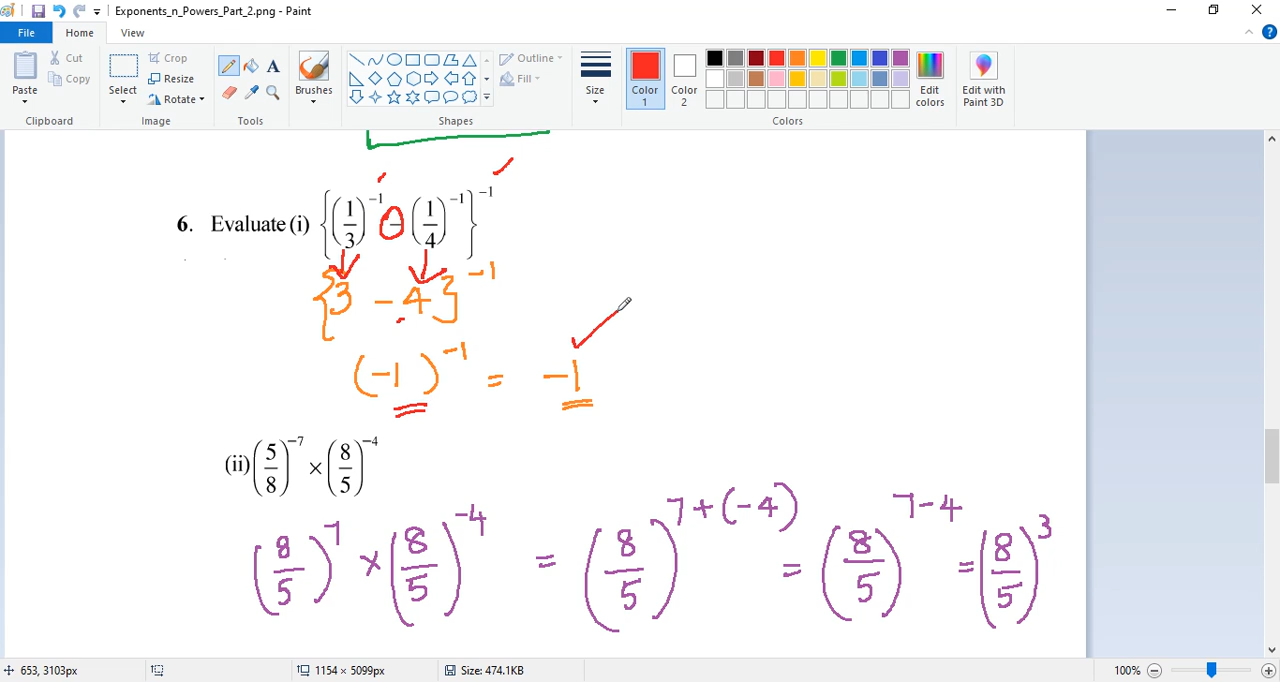 Exponents_n_Powers_Part_2.png - Paint
File Home View
Paste Cut Copy Select Crop Resize Rotate Brushes Outline Fill Size Color 1 Color 2 Edit colors Edit with Paint 3D
Clipboard Image Tools Shapes Colors
6. Evaluate (i) {(1/3)^-1 - (1/4)^-1}^-1
{3 - 4}^-1
(-1)^-1 = -1
(ii) (5/8)^-7 × (8/5)^-4
(8/5)^7 × (8/5)^-4 = (8/5)^7+(-4) = (8/5)^7-4 = (8/5)^3
653, 3103px 1154 × 5099px Size: 474.1KB 100%